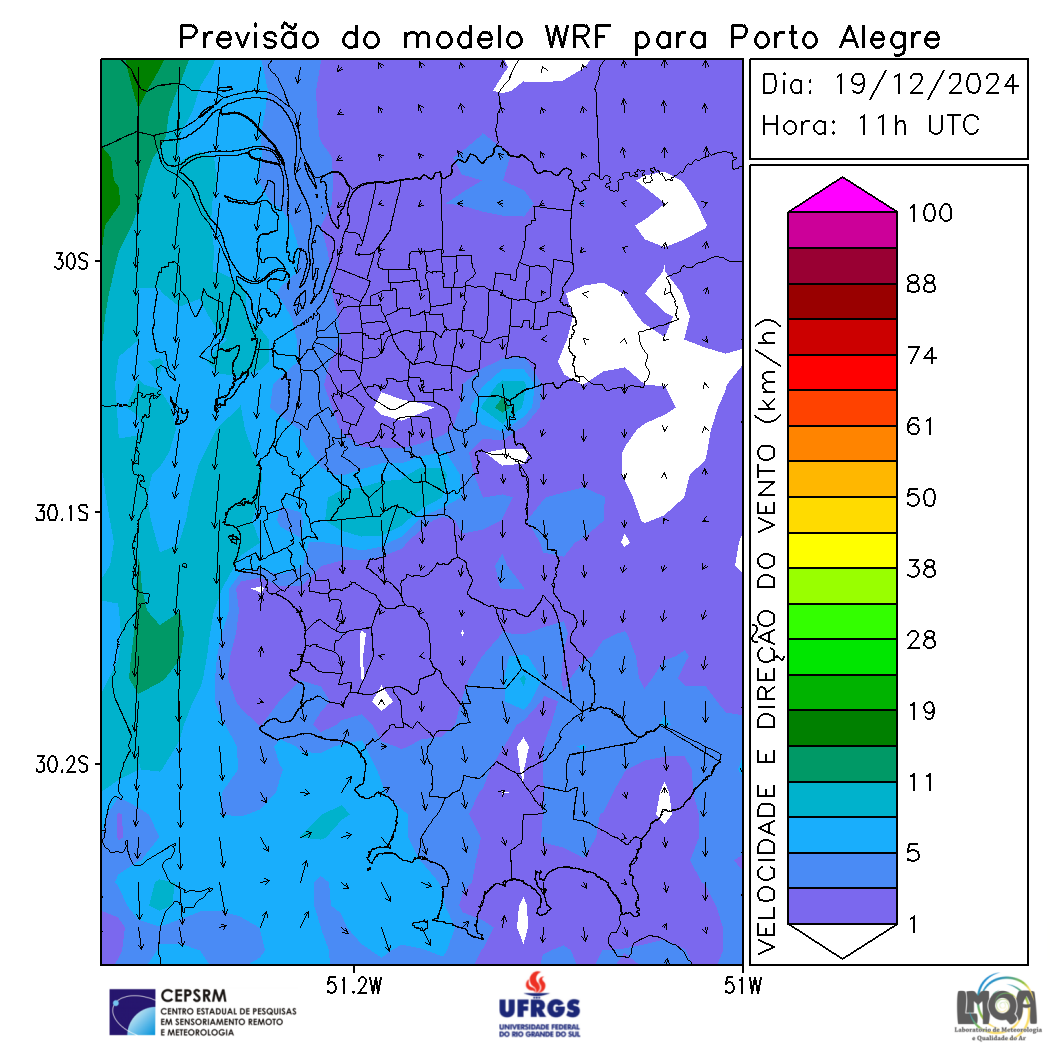 Previsão do modelo WRF para Porto Alegre
Dia: 19/12/2024
Hora: 11h UTC
30S
30.1S
30.2S
51.2W
51W
VELOCIDADE E DIREÇÃO DO VENTO (km/h)
100
88
74
61
50
38
28
19
11
5
1
CEPSRM
CENTRO ESTADUAL DE PESQUISAS
EM SENSORIAMENTO REMOTO
E METEOROLOGIA
UFRGS
UNIVERSIDADE FEDERAL
DO RIO GRANDE DO SUL
LMQA
Laboratório de Meteorologia
e Qualidade do Ar